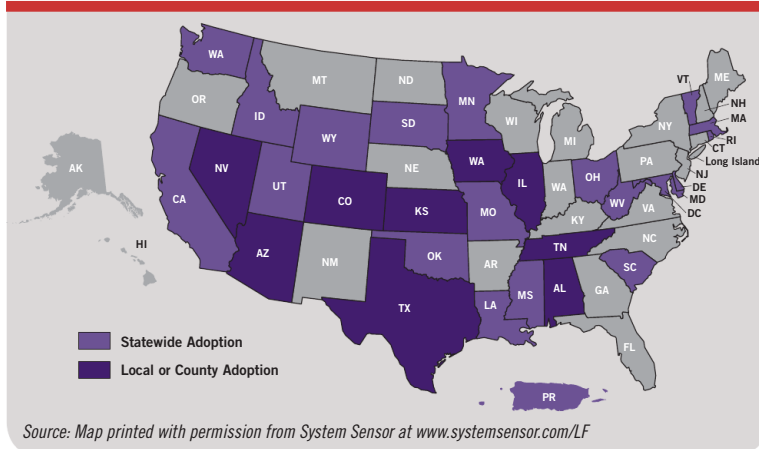 WA
MT
ND
MN
VT
ME
OR
ID
SD
WI
NY
NH
MA
WY
MI
RI
CT
AK
NV
NE
WA
PA
Long Island
NJ
UT
CO
IL
WA
OH
DE
CA
KS
MO
WV
VA
MD
DC
KY
HI
AZ
NM
OK
AR
TN
NC
SC
TX
LA
MS
AL
GA
FL
Statewide Adoption
Local or County Adoption
PR
Source: Map printed with permission from System Sensor at www.systemsensor.com/LF